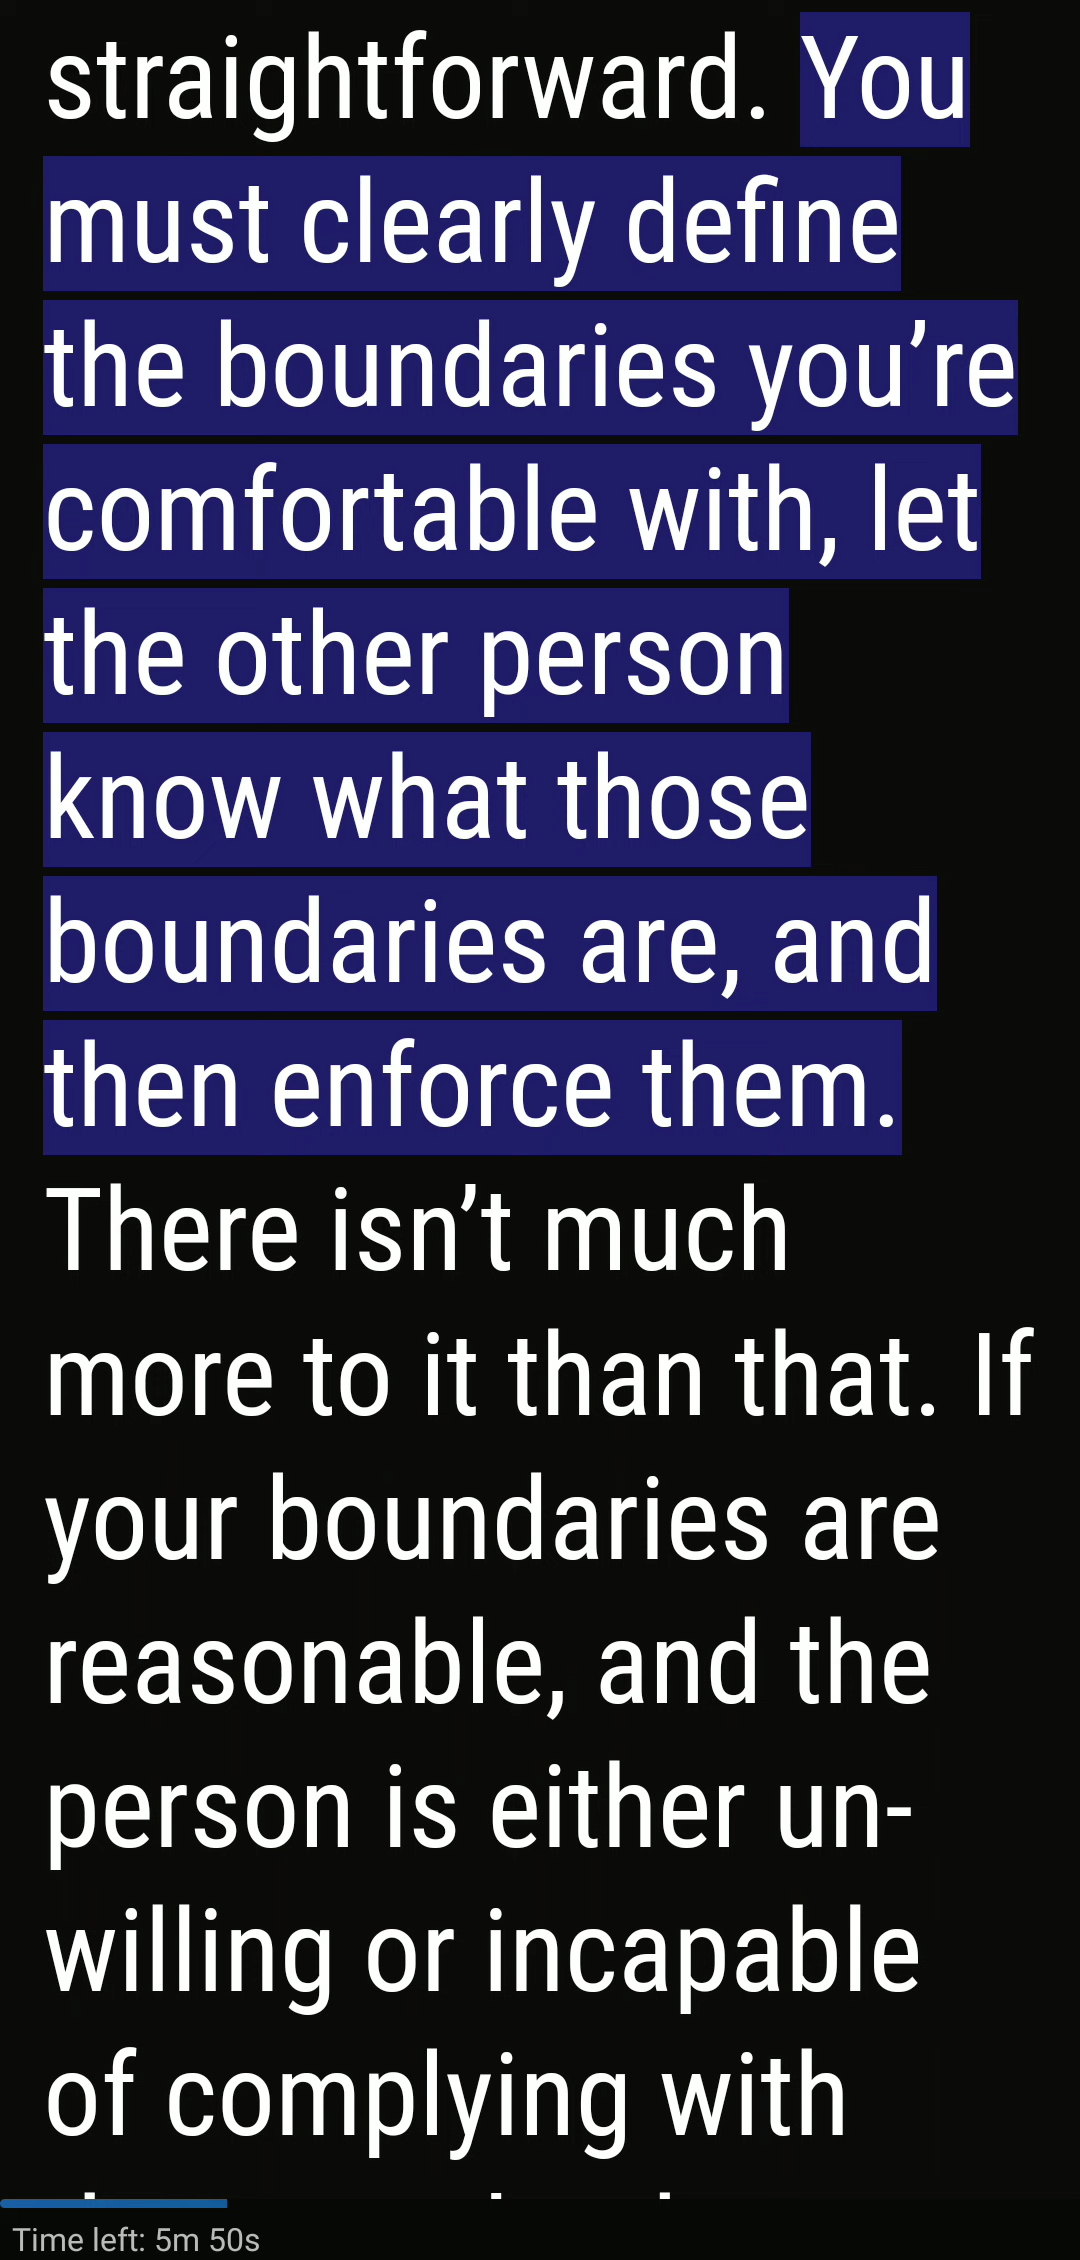 straightforward. You
must clearly define
the boundaries you’re
comfortable with, let
the other person
know what those
boundaries are, and
then enforce them.
There isn’t much
more to it than that. If
your boundaries are
reasonable, and the
person is either un-
willing or incapable
of complying with
Time left: 5m 50s